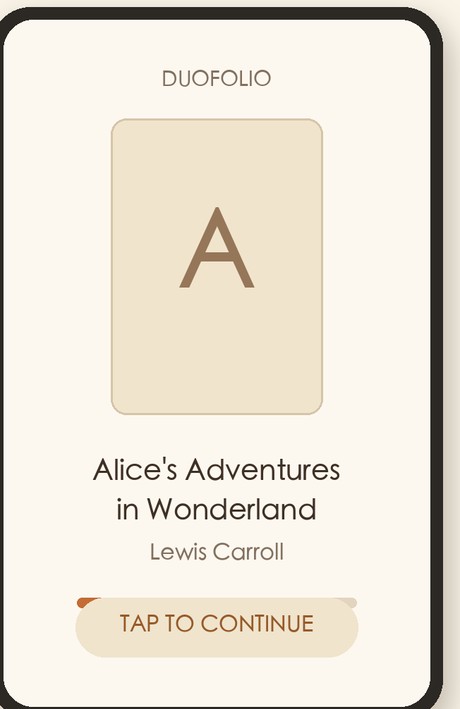 DUOFOLIO
A
Alice's Adventures
in Wonderland
Lewis Carroll
TAP TO CONTINUE